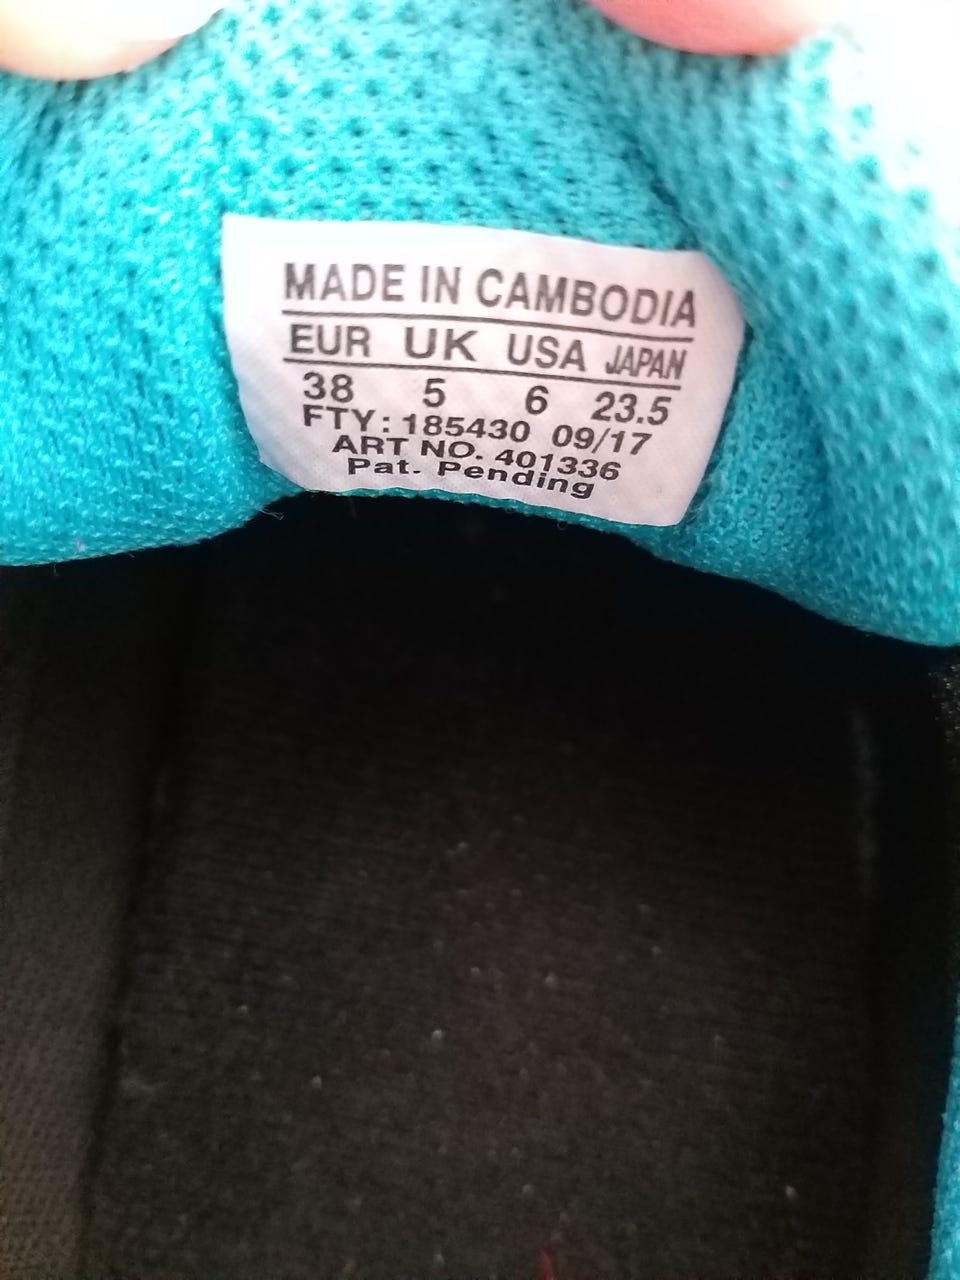 MADE IN CAMBODIA
EUR UK USA JAPAN
38 5 6 23.5
FTY: 185430 09/17
ART NO. 401336
Pat. Pending